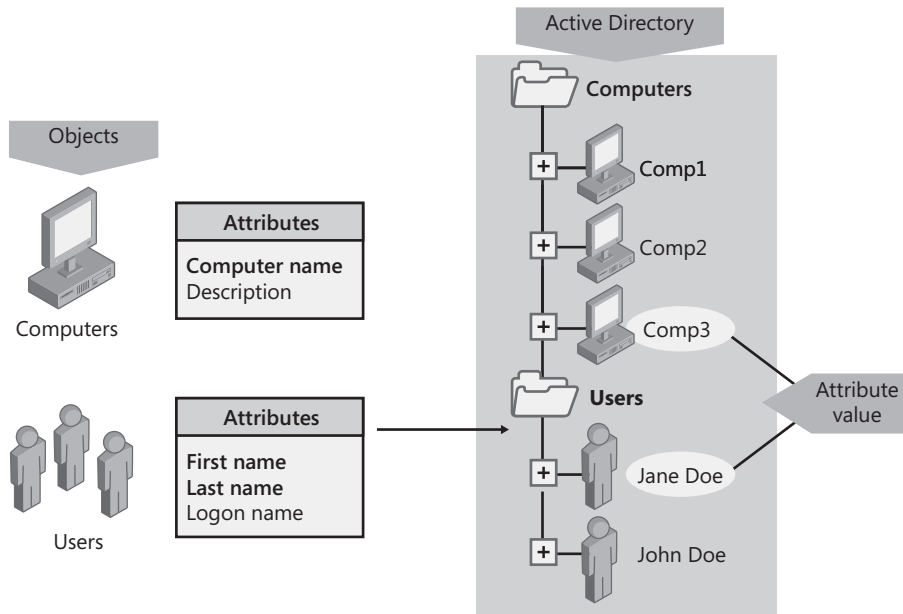 Active Directory
Computers
Comp1
Comp2
Comp3
Users
Jane Doe
John Doe
Attribute
value
Objects
Computers
Attributes
Computer name
Description
Users
Attributes
First name
Last name
Logon name